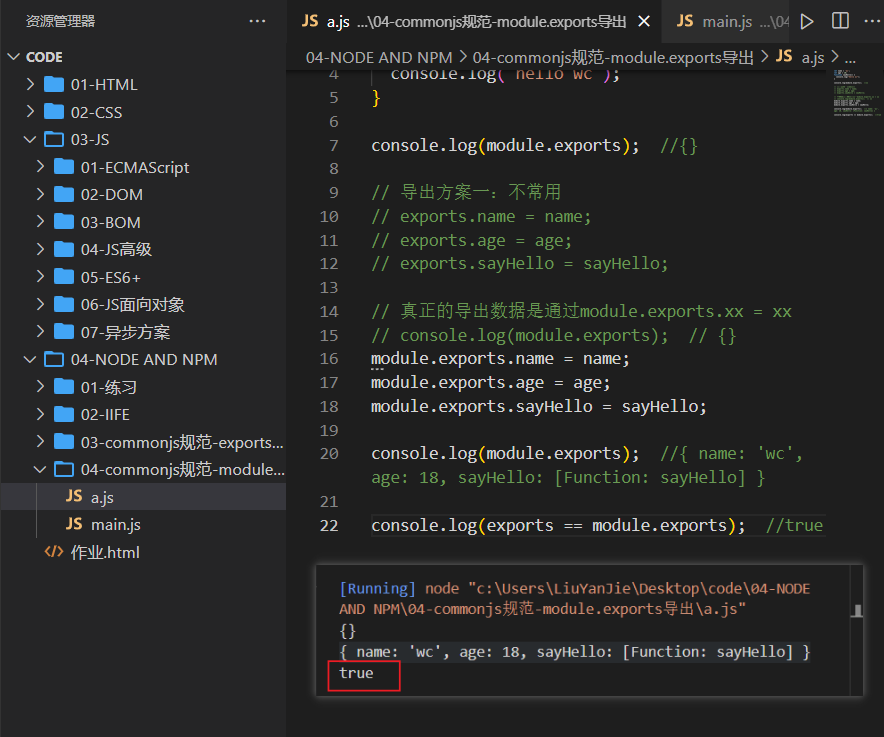 资源管理器 ···
CODE
01-HTML
02-CSS
03-JS
01-ECMAScript
02-DOM
03-BOM
04-JS高级
05-ES6+
06-JS面向对象
07-异步方案
04-NODE AND NPM
01-练习
02-IIFE
03-commonjs规范-exports...
04-commonjs规范-module...
JS a.js
JS main.js
<> 作业.html
JS a.js ...\04-commonjs规范-module.exports导出 × JS main.js ...\04 ···
04-NODE AND NPM > 04-commonjs规范-module.exports导出 > JS a.js > ...
4 console.log('hello wc');
5 }
6
7 console.log(module.exports); //{}
8
9 // 导出方案一：不常用
10 // exports.name = name;
11 // exports.age = age;
12 // exports.sayHello = sayHello;
13
14 // 真正的导出数据是通过module.exports.xx = xx
15 // console.log(module.exports); // {}
16 module.exports.name = name;
17 module.exports.age = age;
18 module.exports.sayHello = sayHello;
19
20 console.log(module.exports); //{ name: 'wc',
age: 18, sayHello: [Function: sayHello] }
21
22 console.log(exports == module.exports); //true
[Running] node "c:\Users\LiuYanJie\Desktop\code\04-NODE
AND NPM\04-commonjs规范-module.exports导出\a.js"
{}
{ name: 'wc', age: 18, sayHello: [Function: sayHello] }
true